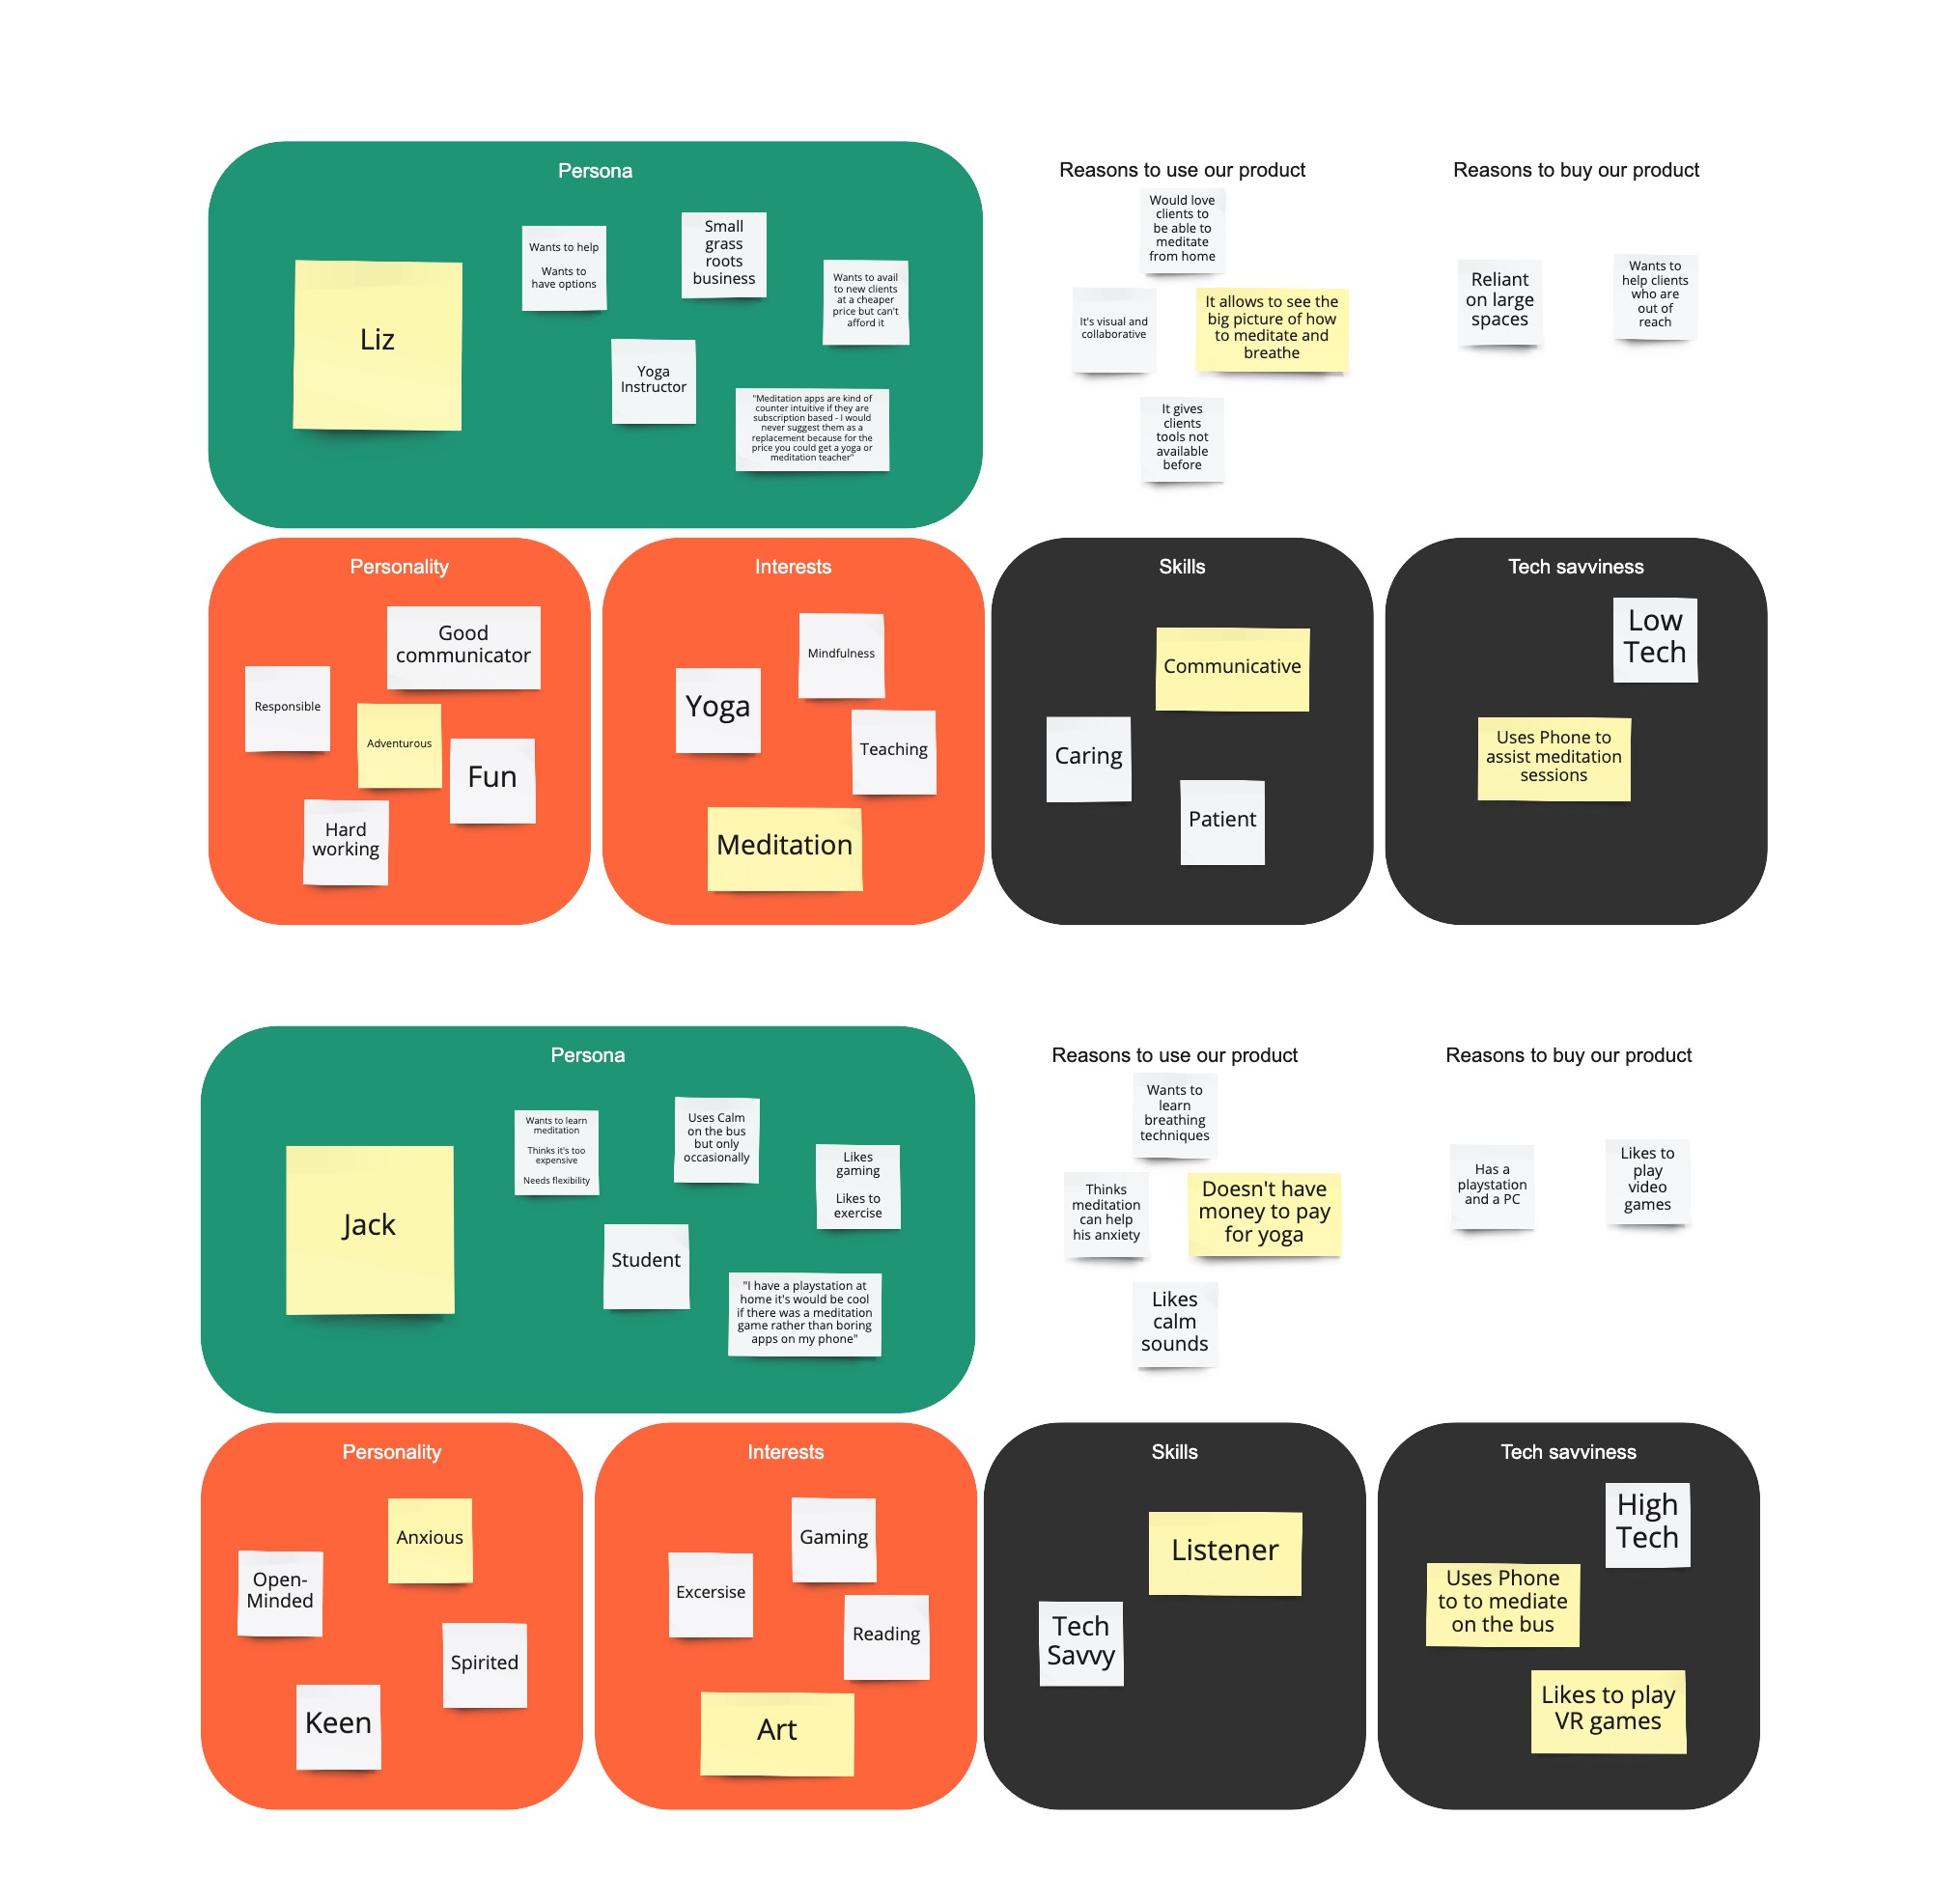 Persona
Liz
Wants to help
Wants to
have options
Small
grass
roots
business
Wants to avail
to new clients
at a cheaper
price but can't
afford it
Yoga
Instructor
"Meditation apps are kind of
counter intuitive if they are
subscription based - I would
never suggest them as a
replacement because for the
price you could get a yoga or
meditation teacher"
Reasons to use our product
Would love
clients to
be able to
meditate
from home
It's visual and
collaborative
It allows to see the
big picture of how
to meditate and
breathe
It gives
clients
tools not
available
before
Reasons to buy our product
Reliant
on large
spaces
Wants to
help clients
who are
out of
reach
Personality
Good
communicator
Responsible
Adventurous
Fun
Hard
working
Interests
Mindfulness
Yoga
Teaching
Meditation
Skills
Communicative
Caring
Patient
Tech savviness
Low
Tech
Uses Phone to
assist meditation
sessions
Persona
Jack
Wants to learn
meditation
Thinks it's too
expensive
Needs flexibility
Uses Calm
on the bus
but only
occasionally
Likes
gaming
Likes to
exercise
Student
"I have a playstation at
home it's would be cool
if there was a meditation
game rather than boring
apps on my phone"
Reasons to use our product
Wants to
learn
breathing
techniques
Thinks
meditation
can help
his anxiety
Doesn't have
money to pay
for yoga
Likes
calm
sounds
Reasons to buy our product
Has a
playstation
and a PC
Likes to
play
video
games
Personality
Anxious
Open-
Minded
Spirited
Keen
Interests
Gaming
Excersise
Reading
Art
Skills
Listener
Tech
Savvy
Tech savviness
High
Tech
Uses Phone
to to mediate
on the bus
Likes to play
VR games